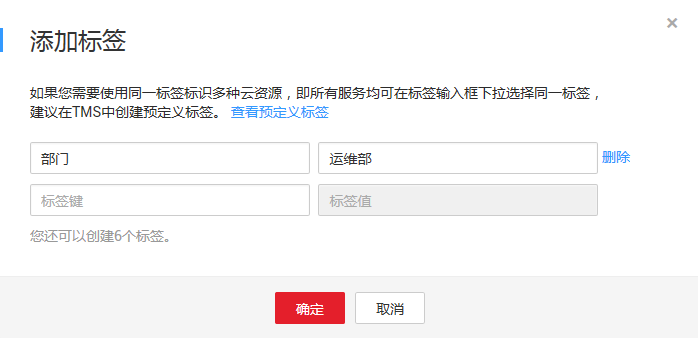 添加标签
如果您需要使用同一标签标识多种云资源，即所有服务均可在标签输入框下拉选择同一标签，
建议在TMS中创建预定义标签。 查看预定义标签
部门 运维部 删除
标签键 标签值
您还可以创建6个标签。
确定 取消